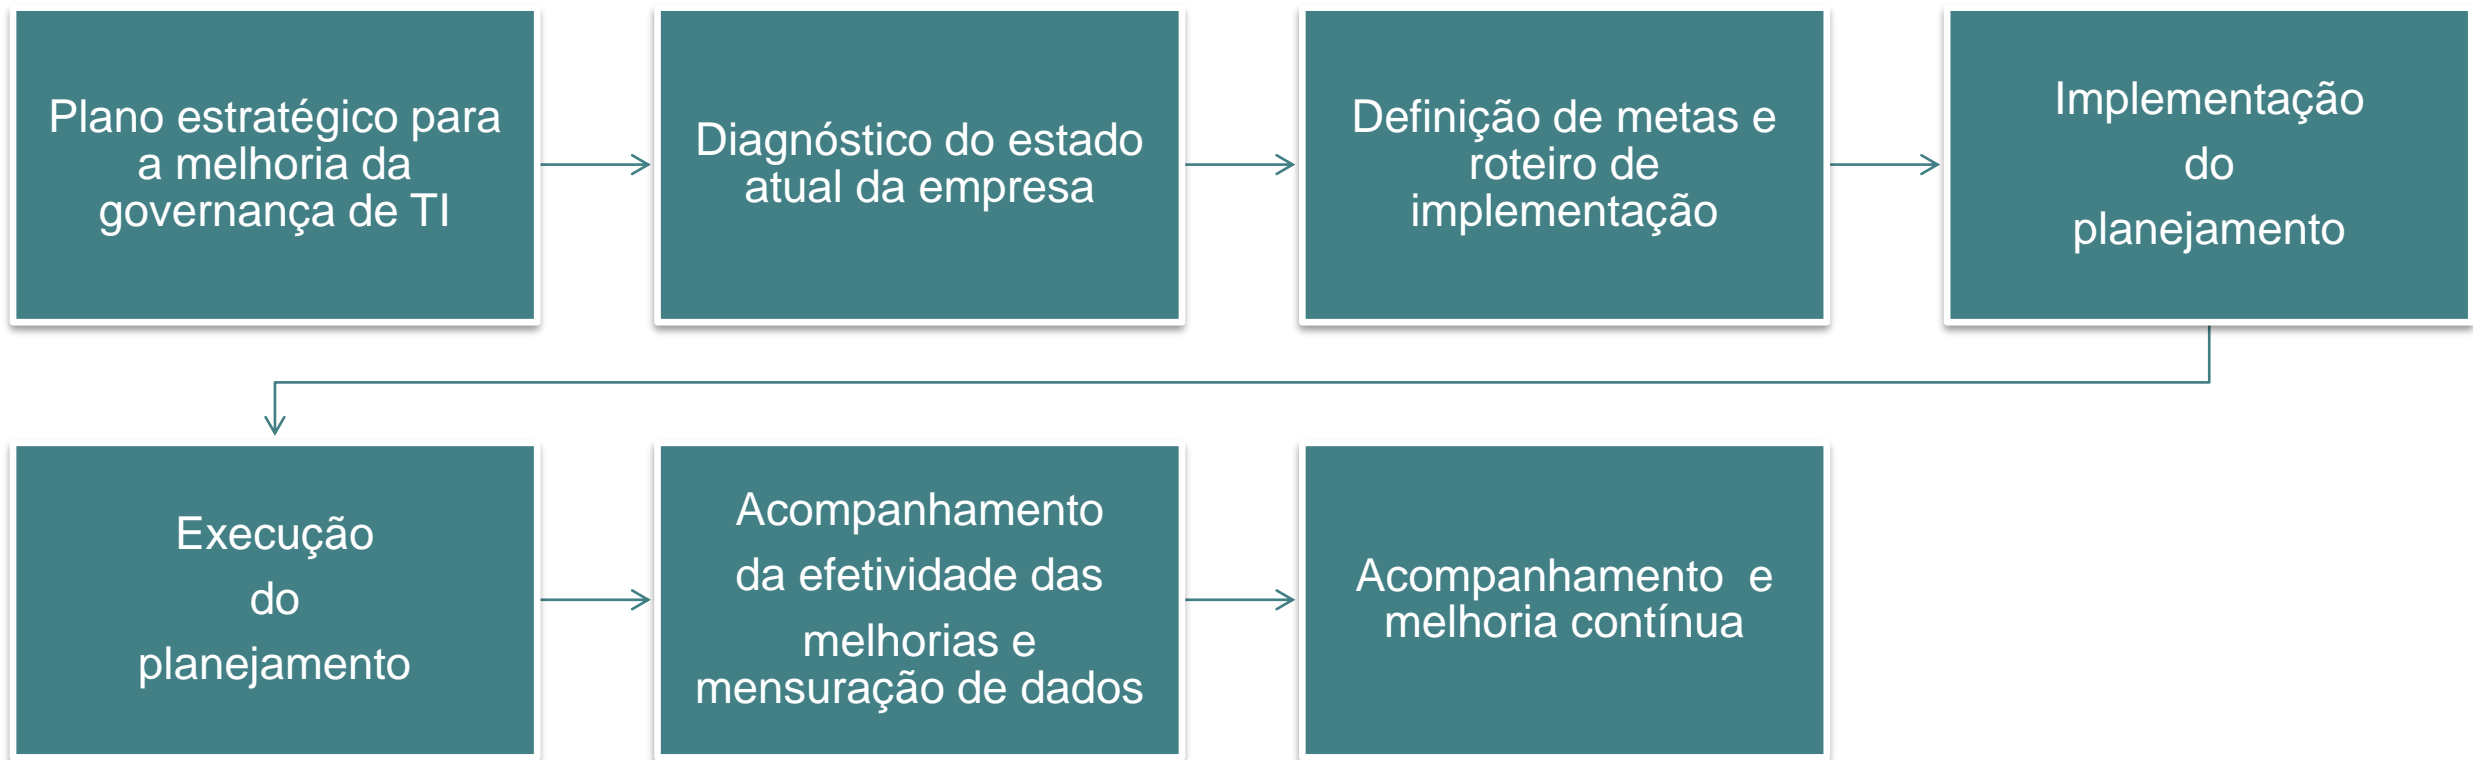 Plano estratégico para
a melhoria da
governança de TI
Diagnóstico do estado
atual da empresa
Definição de metas e
roteiro de
implementação
Implementação
do
planejamento
Execução
do
planejamento
Acompanhamento
da efetividade das
melhorias e
mensuração de dados
Acompanhamento e
melhoria contínua